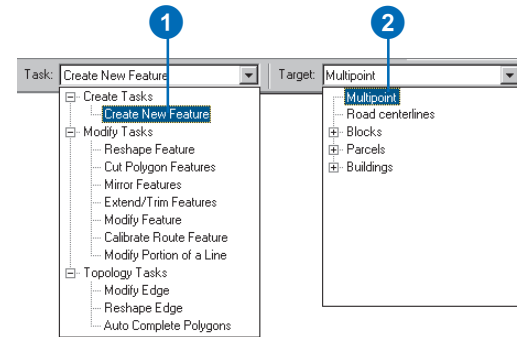 1
2
Task: Create New Feature
Target: Multipoint
Create Tasks
Create New Feature
Modify Tasks
Reshape Feature
Cut Polygon Features
Mirror Features
Extend/Trim Features
Modify Feature
Calibrate Route Feature
Modify Portion of a Line
Topology Tasks
Modify Edge
Reshape Edge
Auto Complete Polygons
Multipoint
Road centerlines
Blocks
Parcels
Buildings